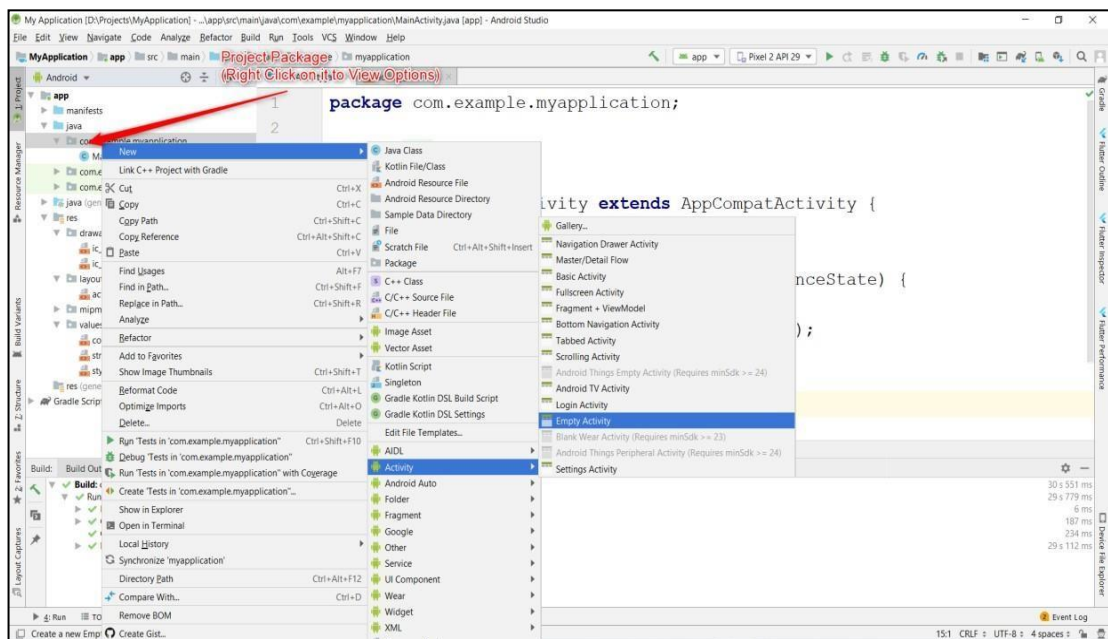 My Application [D:\Projects\MyApplication] - ...\app\src\main\java\com\example\myapplication\MainActivity.java [app] - Android Studio
File Edit View Navigate Code Analyze Refactor Build Run Tools VCS Window Help
MyApplication app src main Project Package myapplication app Pixel 2 API 29
(Right Click on it to View Options)
Android
1: Project
Resource Manager
Build Variants
Z: Structure
2: Favorites
Layout Captures
app
manifests
java
com.example.myapplication
res
Gradle
1 package com.example.myapplication;
2
extends AppCompatActivity {
) {
);
New
Link C++ Project with Gradle
Cut Ctrl+X
Copy Ctrl+C
Copy Path Ctrl+Shift+C
Copy Reference Ctrl+Alt+Shift+C
Paste Ctrl+V
Find Usages Alt+F7
Find in Path... Ctrl+Shift+F
Replace in Path... Ctrl+Shift+R
Analyze
Refactor
Add to Favorites
Show Image Thumbnails Ctrl+Shift+T
Reformat Code Ctrl+Alt+L
Optimize Imports Ctrl+Alt+O
Delete... Delete
Run 'Tests in 'com.example.myapplication'' Ctrl+Shift+F10
Debug 'Tests in 'com.example.myapplication''
Run 'Tests in 'com.example.myapplication'' with Coverage
Create 'Tests in 'com.example.myapplication''...
Show in Explorer
Open in Terminal
Local History
Synchronize 'myapplication'
Directory Path Ctrl+Alt+F12
Compare With... Ctrl+D
Remove BOM
Create Gist...
Java Class
Kotlin File/Class
Android Resource File
Android Resource Directory
Sample Data Directory
File
Scratch File Ctrl+Alt+Shift+Insert
Package
C++ Class
C/C++ Source File
C/C++ Header File
Image Asset
Vector Asset
Kotlin Script
Singleton
Gradle Kotlin DSL Build Script
Gradle Kotlin DSL Settings
Edit File Templates...
AIDL
Activity
Android Auto
Folder
Fragment
Google
Other
Service
UI Component
Wear
Widget
XML
Gallery...
Navigation Drawer Activity
Master/Detail Flow
Basic Activity
Fullscreen Activity
Fragment + ViewModel
Bottom Navigation Activity
Tabbed Activity
Scrolling Activity
Android Things Empty Activity (Requires minSdk >= 24)
Android TV Activity
Login Activity
Empty Activity
Blank Wear Activity (Requires minSdk >= 23)
Android Things Peripheral Activity (Requires minSdk >= 24)
Settings Activity
Gradle
Flutter Outline
Flutter Inspector
Flutter Performance
Device File Explorer
Build: Build Out
Build:
30 s 551 ms
29 s 779 ms
6 ms
187 ms
234 ms
29 s 112 ms
4: Run TO Event Log
Create a new Emp 15:1 CRLF UTF-8 4 spaces